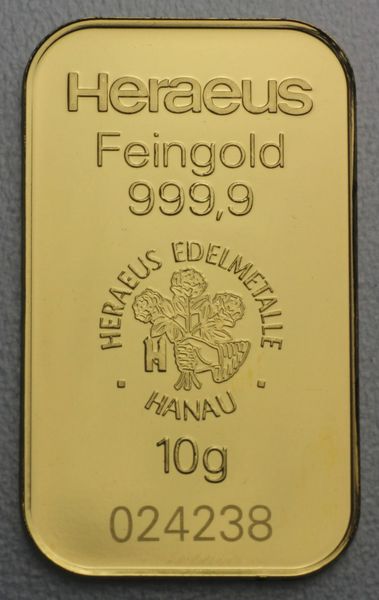 Heraeus
Feingold
999,9
HERAEUS EDELMETALLE
H
HANAU
10g
024238